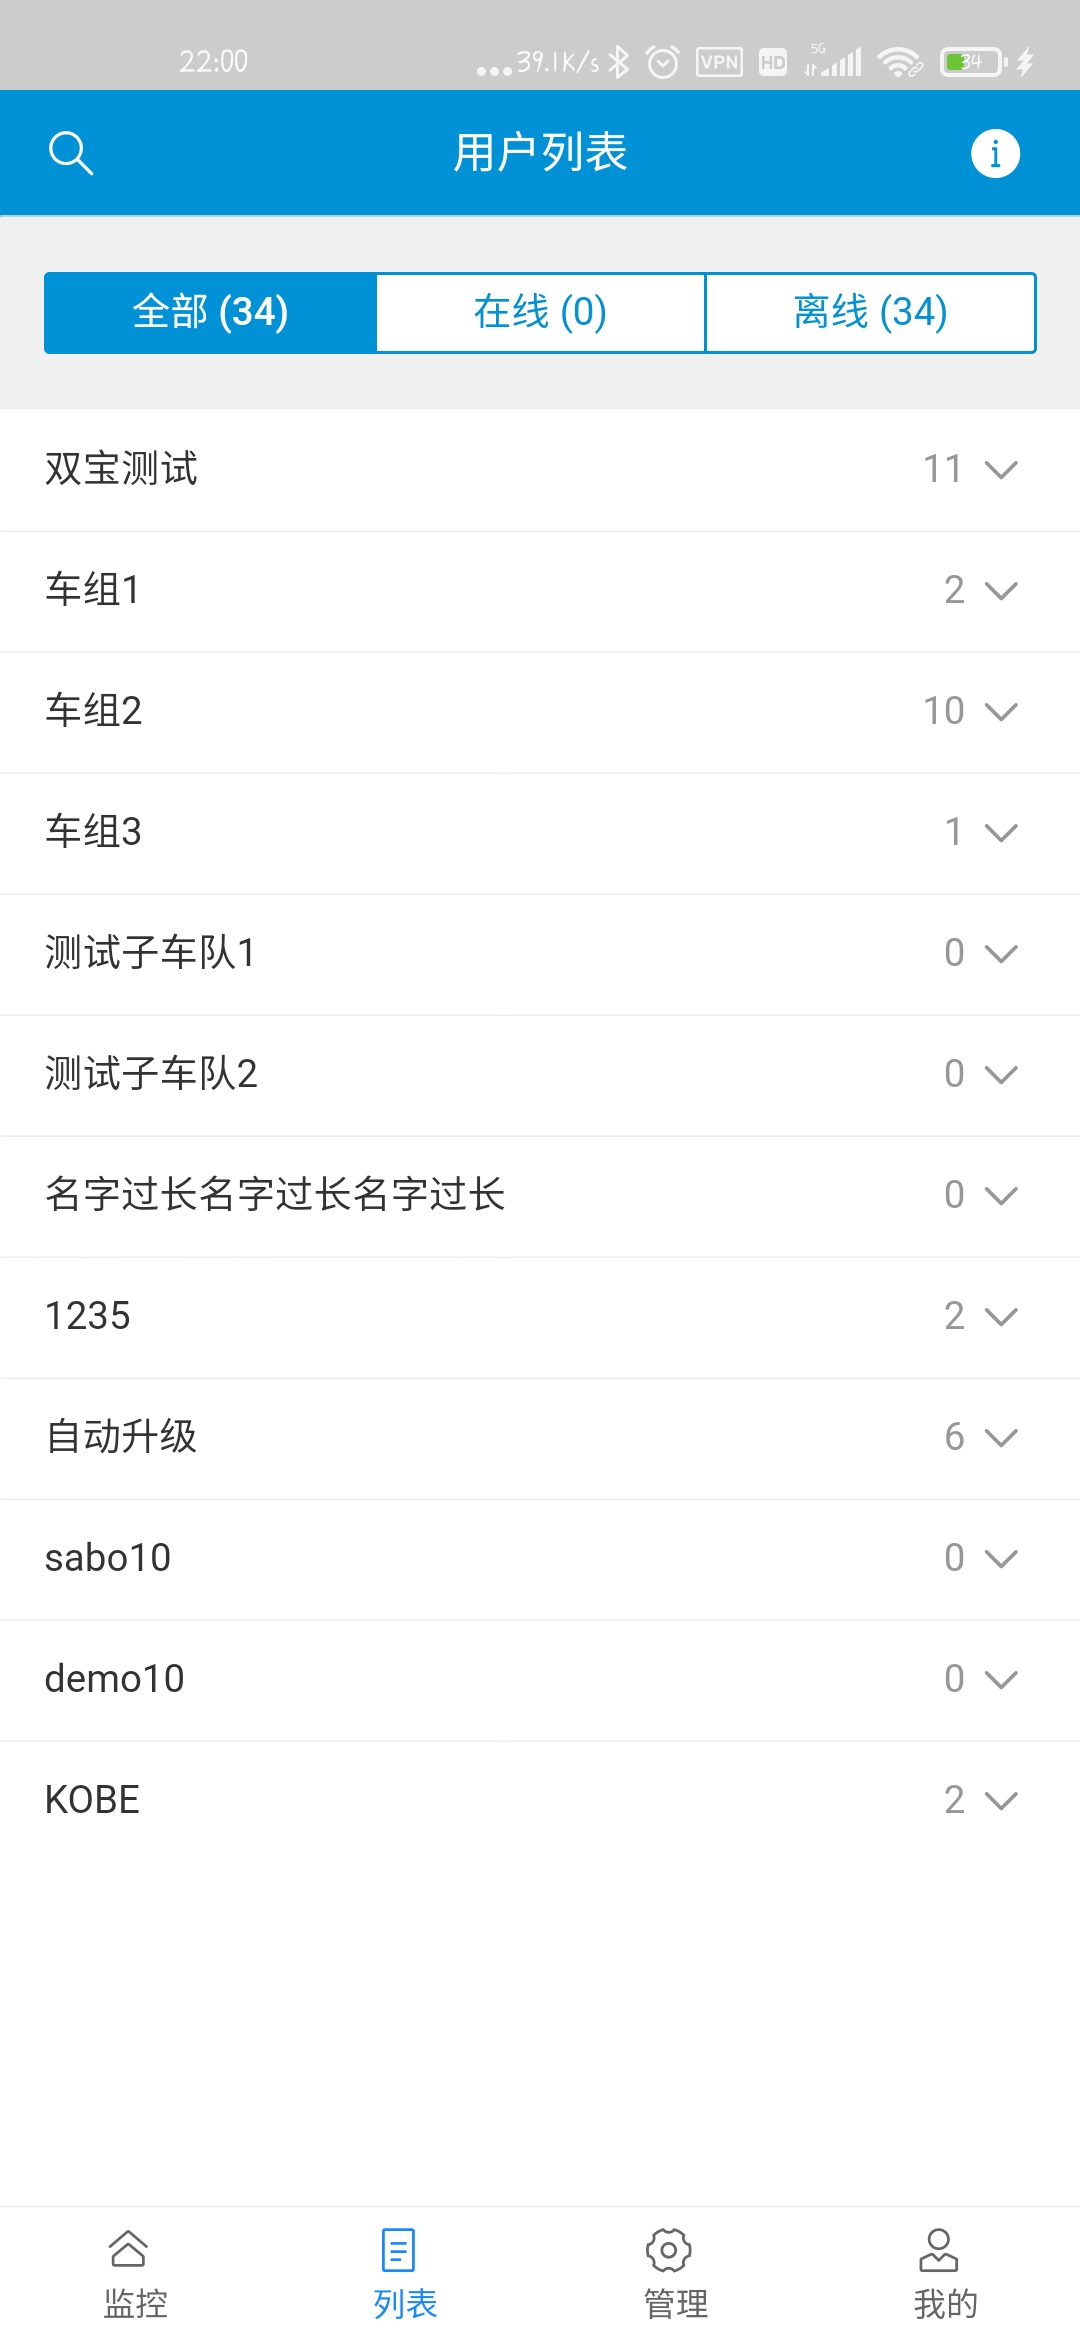 22:00 ...39.1K/s VPN HD 5G 34
用户列表
全部 (34) 在线 (0) 离线 (34)
双宝测试 11
车组1 2
车组2 10
车组3 1
测试子车队1 0
测试子车队2 0
名字过长名字过长名字过长 0
1235 2
自动升级 6
sabo10 0
demo10 0
KOBE 2
监控 列表 管理 我的